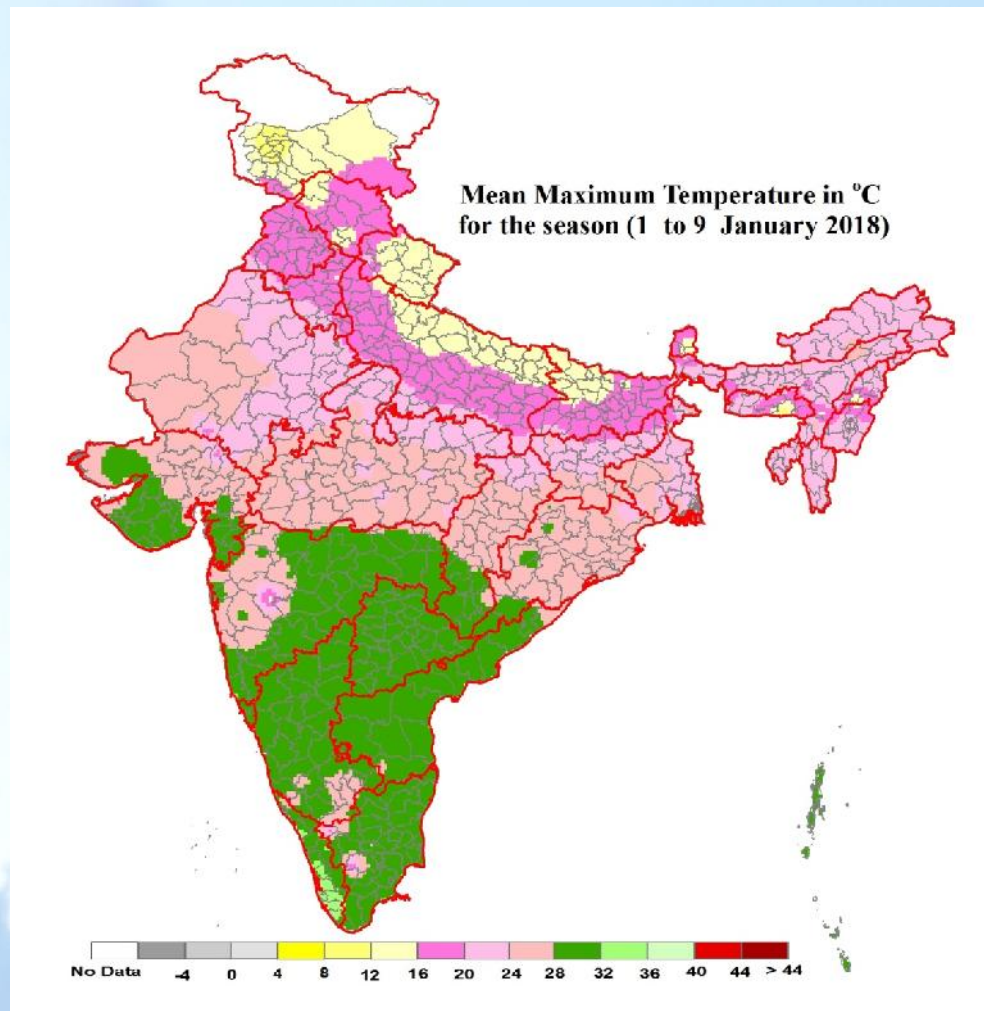 Mean Maximum Temperature in °C
for the season (1 to 9 January 2018)
No Data -4 0 4 8 12 16 20 24 28 32 36 40 44 > 44